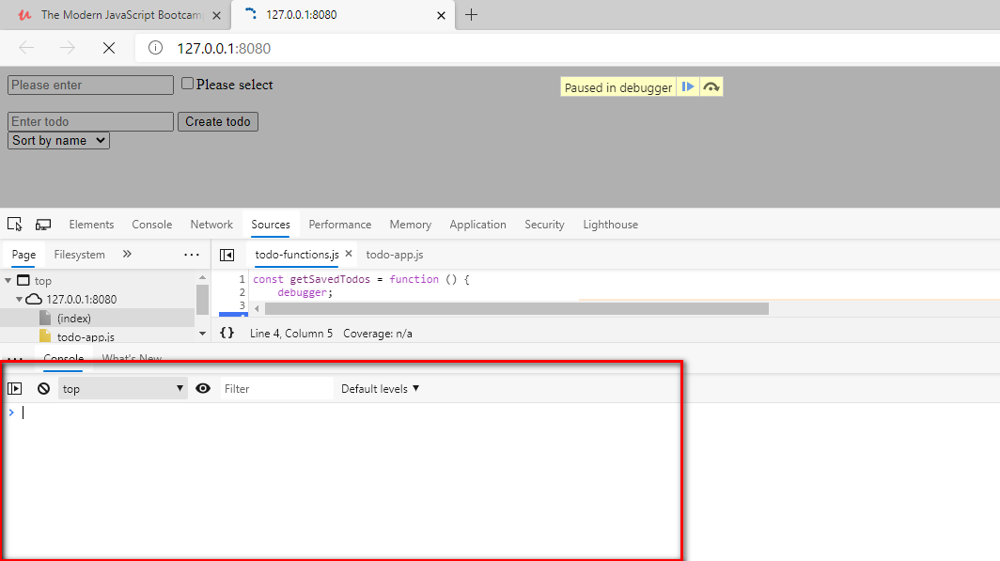 The Modern JavaScript Bootcamp
127.0.0.1:8080
127.0.0.1:8080
Please enter
Please select
Paused in debugger
Enter todo
Create todo
Sort by name
Elements
Console
Network
Sources
Performance
Memory
Application
Security
Lighthouse
Page
Filesystem
todo-functions.js
todo-app.js
top
127.0.0.1:8080
(index)
todo-app.js
1 const getSavedTodos = function () {
2 debugger;
3
{ } Line 4, Column 5 Coverage: n/a
Console
What's New
top
Filter
Default levels